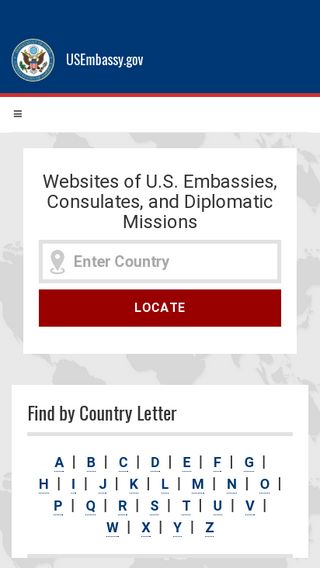 USEmbassy.gov
Websites of U.S. Embassies,
Consulates, and Diplomatic
Missions
Enter Country
LOCATE
Find by Country Letter
A | B | C | D | E | F | G |
H | I | J | K | L | M | N | O |
P | Q | R | S | T | U | V |
W | X | Y | Z